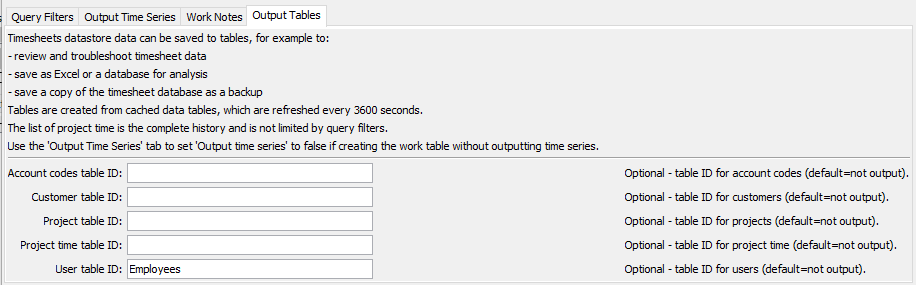 Query Filters Output Time Series Work Notes Output Tables
Timesheets datastore data can be saved to tables, for example to:
- review and troubleshoot timesheet data
- save as Excel or a database for analysis
- save a copy of the timesheet database as a backup
Tables are created from cached data tables, which are refreshed every 3600 seconds.
The list of project time is the complete history and is not limited by query filters.
Use the 'Output Time Series' tab to set 'Output time series' to false if creating the work table without outputting time series.
Account codes table ID: Optional - table ID for account codes (default=not output).
Customer table ID: Optional - table ID for customers (default=not output).
Project table ID: Optional - table ID for projects (default=not output).
Project time table ID: Optional - table ID for project time (default=not output).
User table ID: Employees Optional - table ID for users (default=not output).